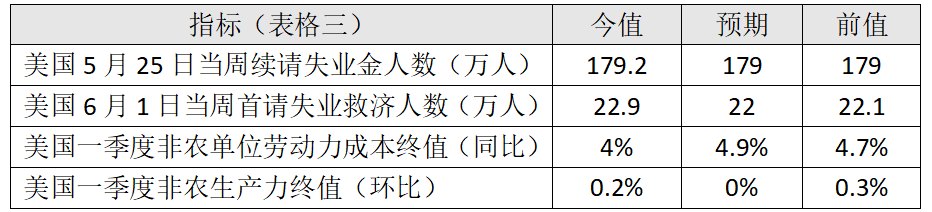 指标（表格三） 今值 预期 前值
美国 5 月 25 日当周续请失业金人数（万人） 179.2 179 179
美国 6 月 1 日当周首请失业救济人数（万人） 22.9 22 22.1
美国一季度非农单位劳动力成本终值（同比） 4% 4.9% 4.7%
美国一季度非农生产力终值（环比） 0.2% 0% 0.3%